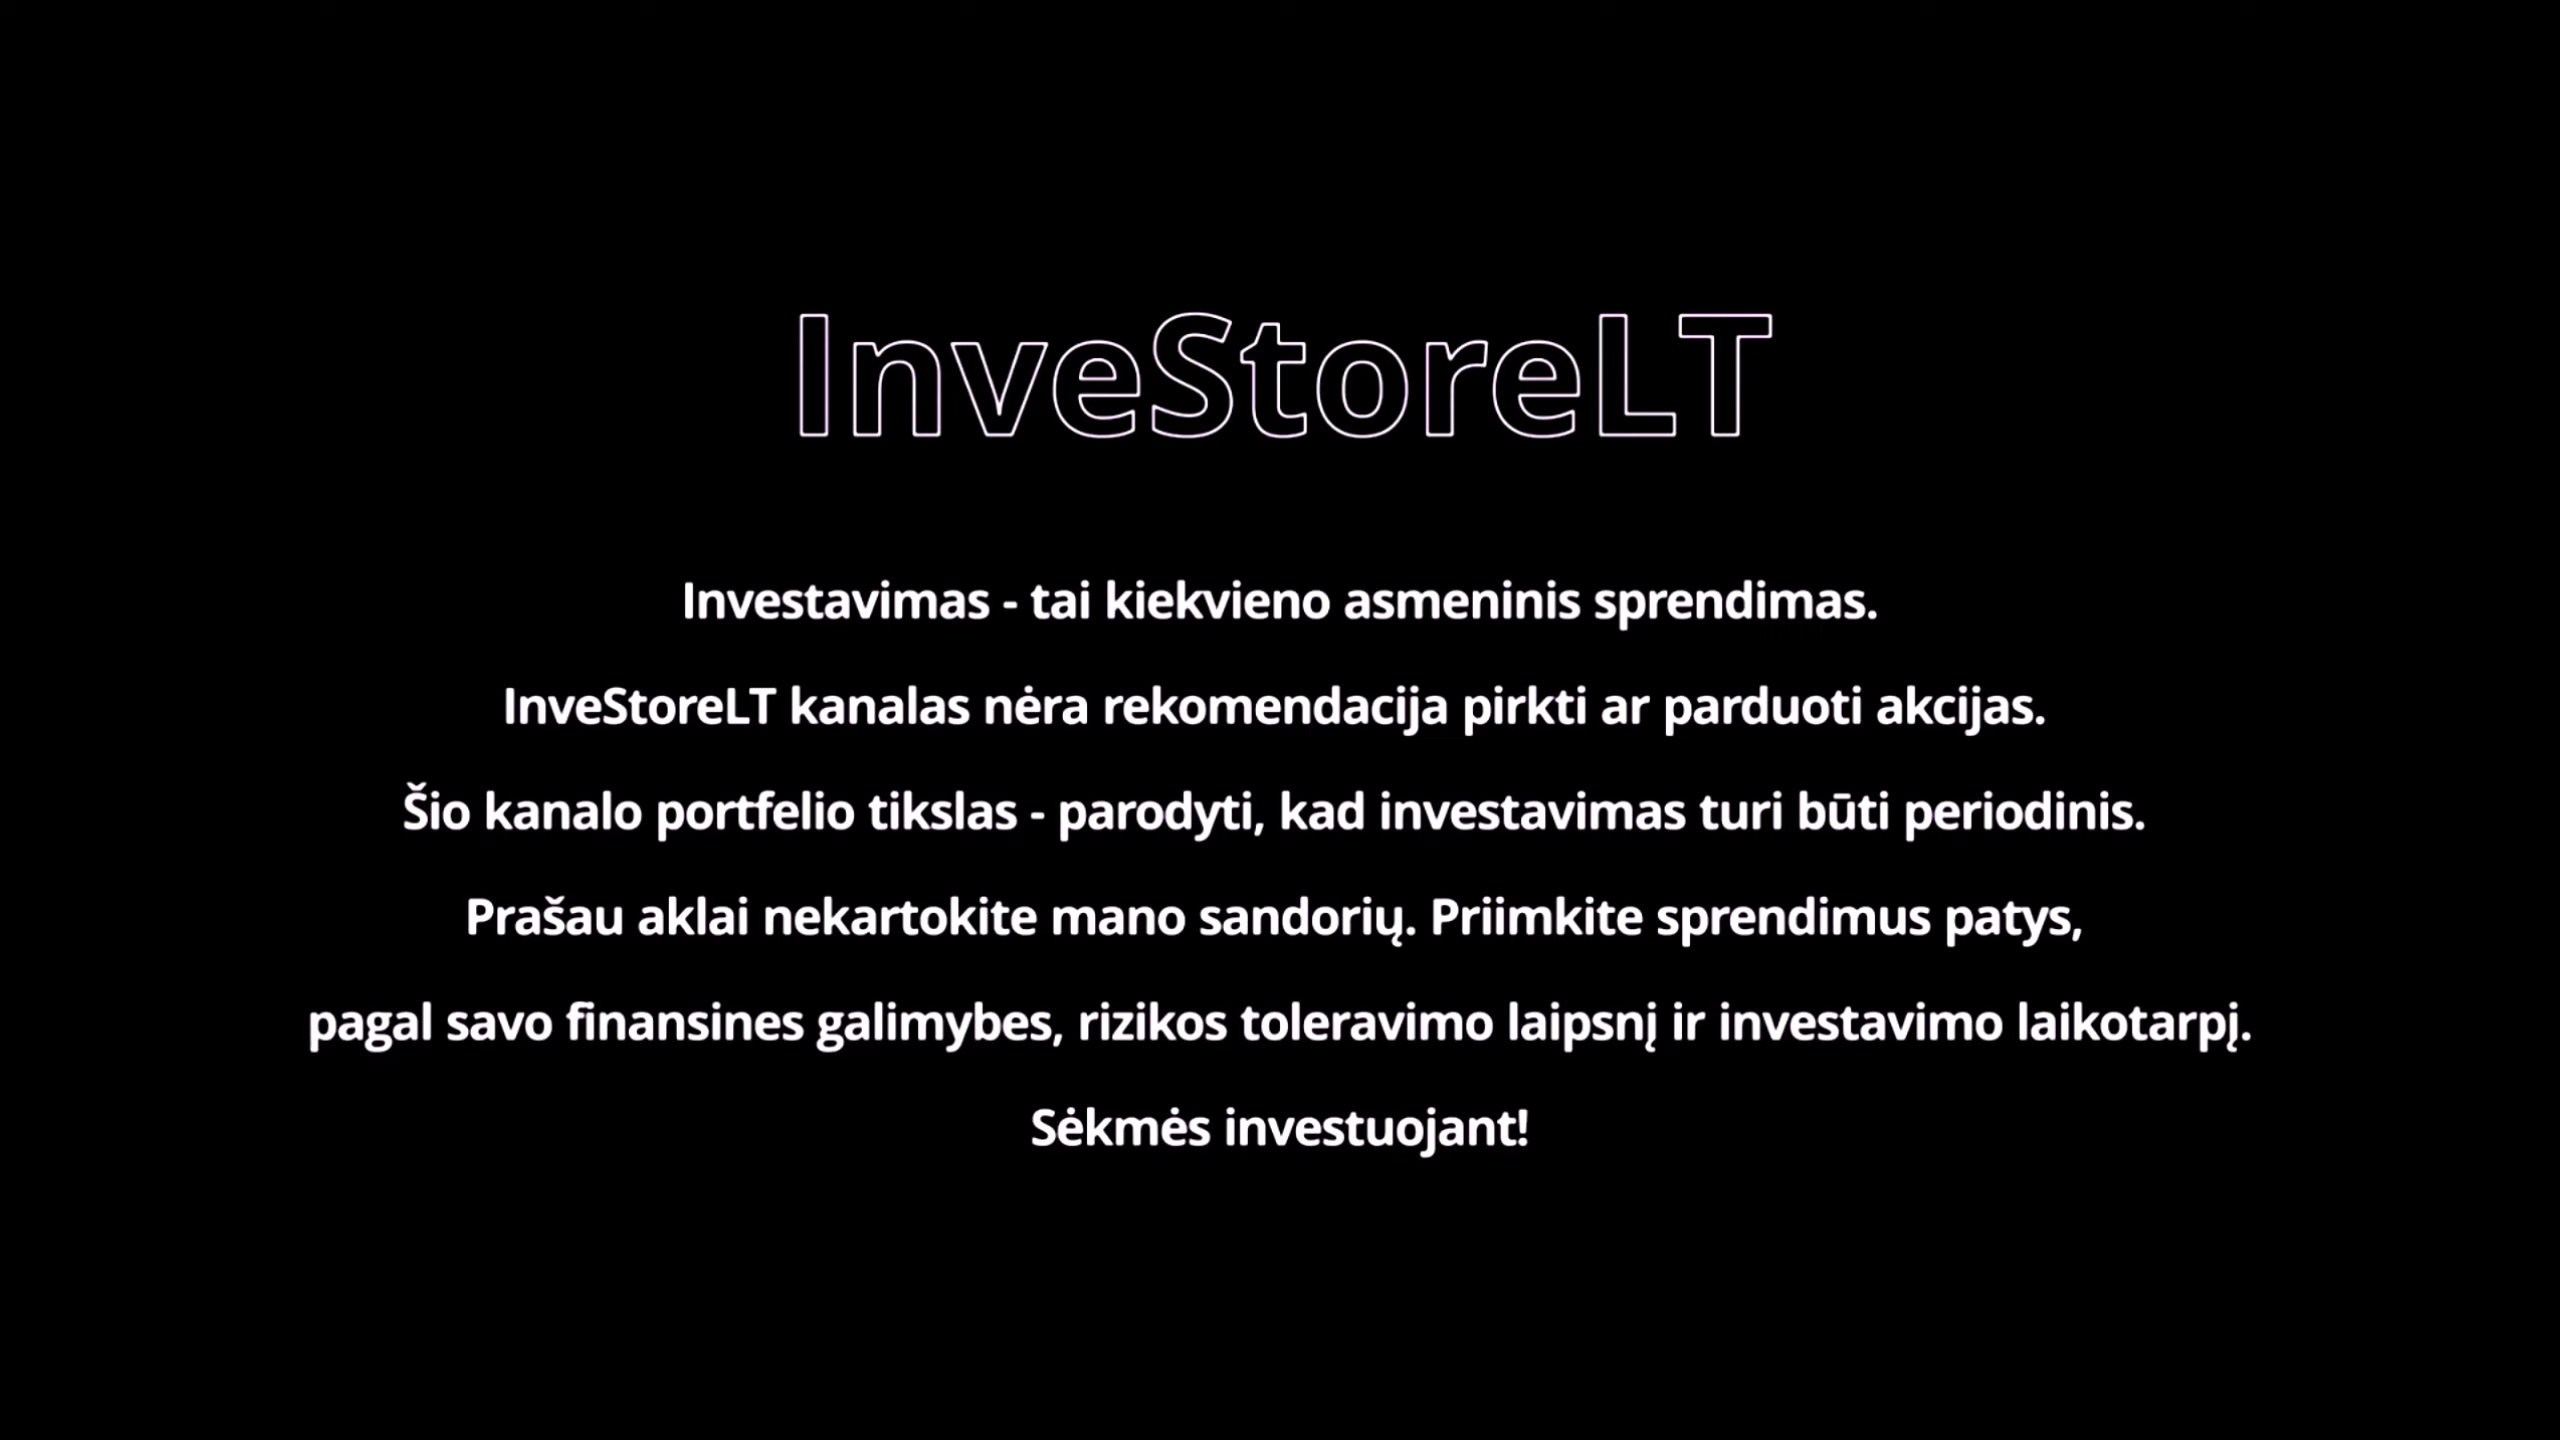 InveStoreLT
Investavimas - tai kiekvieno asmeninis sprendimas.
InveStoreLT kanalas nėra rekomendacija pirkti ar parduoti akcijas.
Šio kanalo portfelio tikslas - parodyti, kad investavimas turi būti periodinis.
Prašau aklai nekartokite mano sandorių. Priimkite sprendimus patys,
pagal savo finansines galimybes, rizikos toleravimo laipsnį ir investavimo laikotarpį.
Sėkmės investuojant!